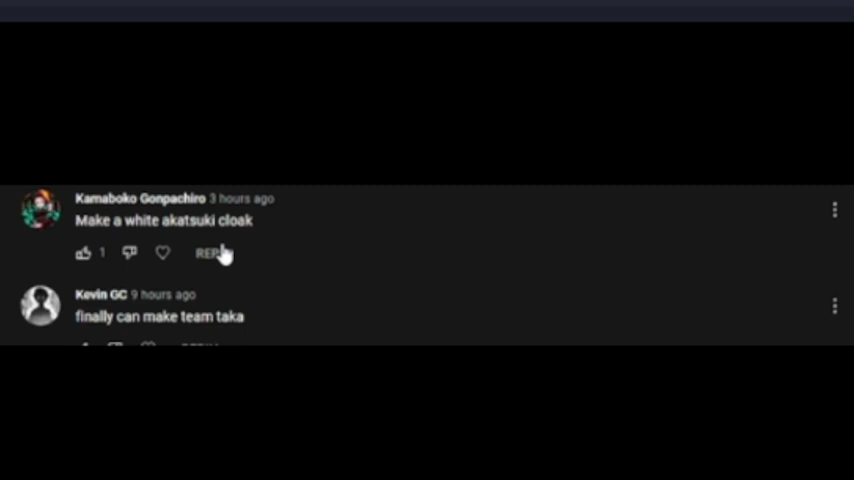 Kamaboko Gonpachiro 3 hours ago
Make a white akatsuki cloak
1
Kevin GC 9 hours ago
finally can make team taka